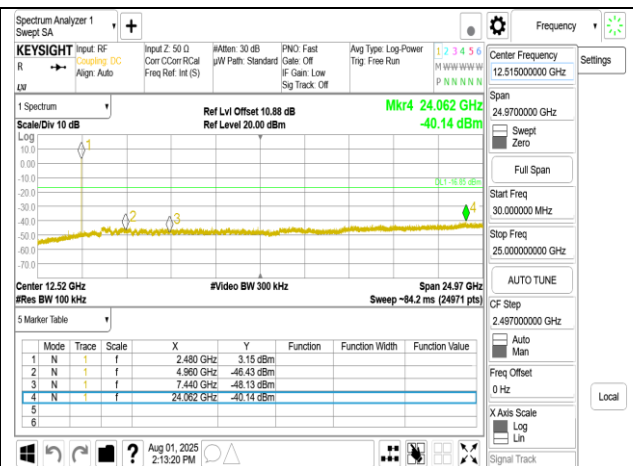 Spectrum Analyzer 1
Swept SA
Frequency
KEYSIGHT
R
LXI
Input: RF
Coupling: DC
Align: Auto
Input Z: 50 Ω
Corr CCorr RCal
Freq Ref: Int (S)
#Atten: 30 dB
µW Path: Standard
PNO: Fast
Gate: Off
IF Gain: Low
Sig Track: Off
Avg Type: Log-Power
Trig: Free Run
1 2 3 4 5 6
M W W W W W
P N N N N N
Center Frequency
12.515000000 GHz
Settings
Span
24.9700000 GHz
Swept
Zero
Full Span
Start Freq
30.000000 MHz
Stop Freq
25.000000000 GHz
AUTO TUNE
CF Step
2.497000000 GHz
Auto
Man
Freq Offset
0 Hz
X Axis Scale
Log
Lin
Signal Track
Local
1 Spectrum
Scale/Div 10 dB
Log
Ref Lvl Offset 10.88 dB
Ref Level 20.00 dBm
Mkr4 24.062 GHz
-40.14 dBm
10.0
0.00
-10.0
-20.0
-30.0
-40.0
-50.0
-60.0
-70.0
1
2
3
4
DL1 -16.85 dBm
Center 12.52 GHz
#Res BW 100 kHz
#Video BW 300 kHz
Span 24.97 GHz
Sweep ~84.2 ms (24971 pts)
5 Marker Table
Mode Trace Scale X Y Function Function Width Function Value
1 N 1 f 2.480 GHz 3.15 dBm
2 N 1 f 4.960 GHz -46.43 dBm
3 N 1 f 7.440 GHz -48.13 dBm
4 N 1 f 24.062 GHz -40.14 dBm
5
6
?
Aug 01, 2025
2:13:20 PM